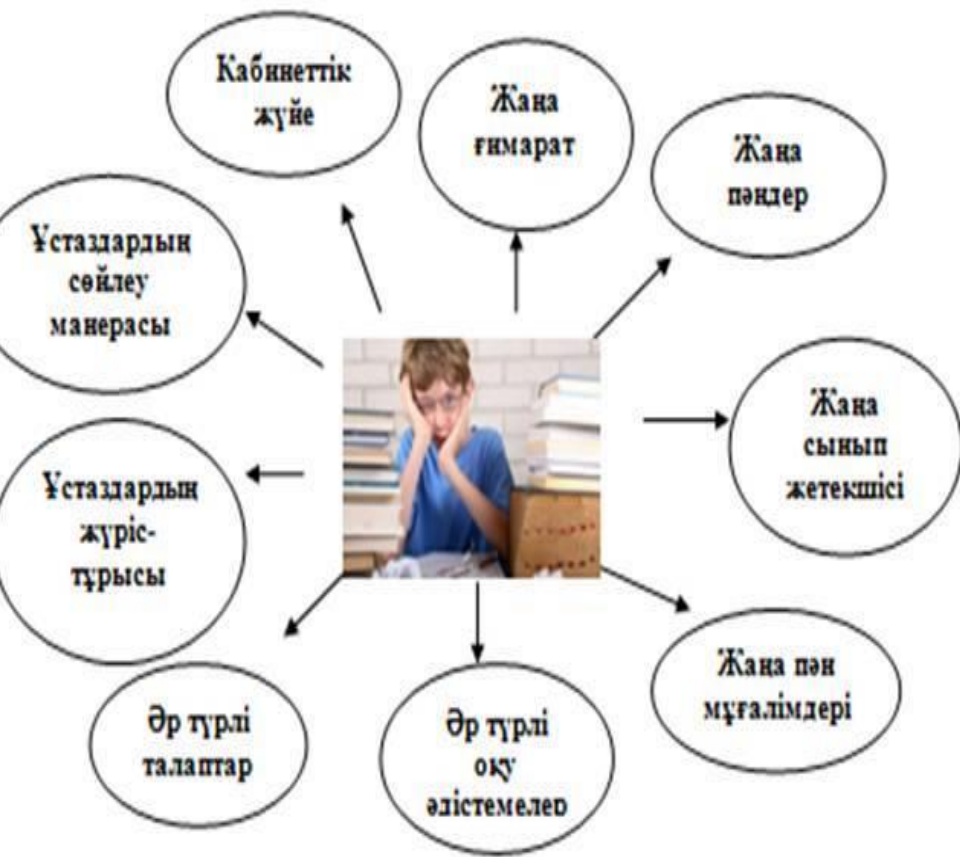 Кабинеттік
жүйе
Жаңа
ғимарат
Жаңа
пәндер
Ұстаздардың
сөйлеу
манерасы
Жаңа
сынып
жетекшісі
Ұстаздардың
жүріс-
тұрысы
Жаңа пән
мұғалімдері
Әр түрлі
талаптар
Әр түрлі
оқу
әдістемелер